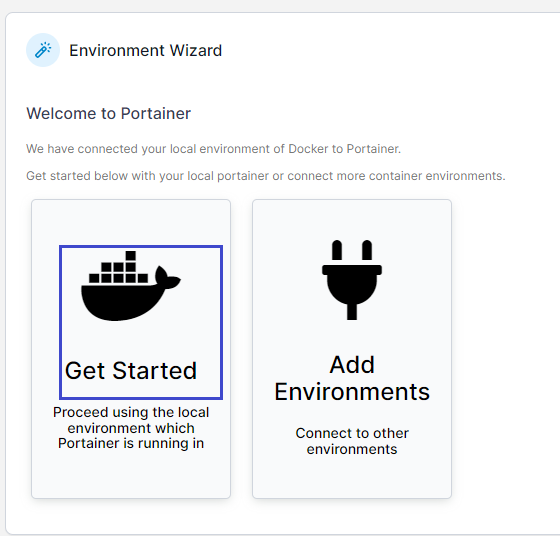 Environment Wizard
Welcome to Portainer
We have connected your local environment of Docker to Portainer.
Get started below with your local portainer or connect more container environments.
Get Started
Proceed using the local
environment which
Portainer is running in
Add
Environments
Connect to other
environments